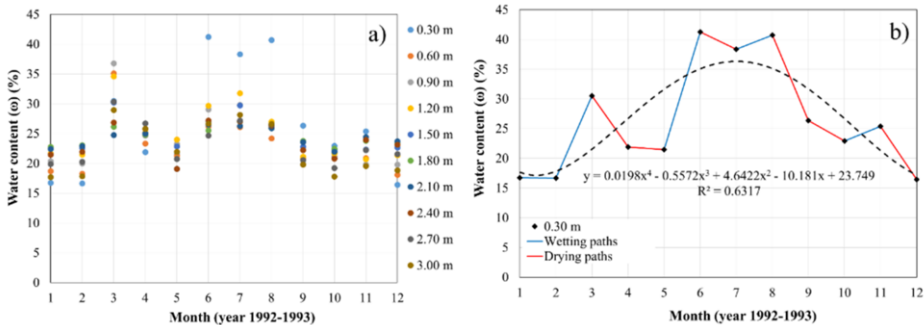 a)
Water content (ω) (%)
45
40
35
30
25
20
15
10
5
0
1 2 3 4 5 6 7 8 9 10 11 12
Month (year 1992-1993)
0.30 m
0.60 m
0.90 m
1.20 m
1.50 m
1.80 m
2.10 m
2.40 m
2.70 m
3.00 m
b)
Water content (ω) (%)
45
40
35
30
25
20
15
10
5
0
y = 0.0198x⁴ - 0.5572x³ + 4.6422x² - 10.181x + 23.749
R² = 0.6317
0.30 m
Wetting paths
Drying paths
1 2 3 4 5 6 7 8 9 10 11 12
Month (year 1992-1993)